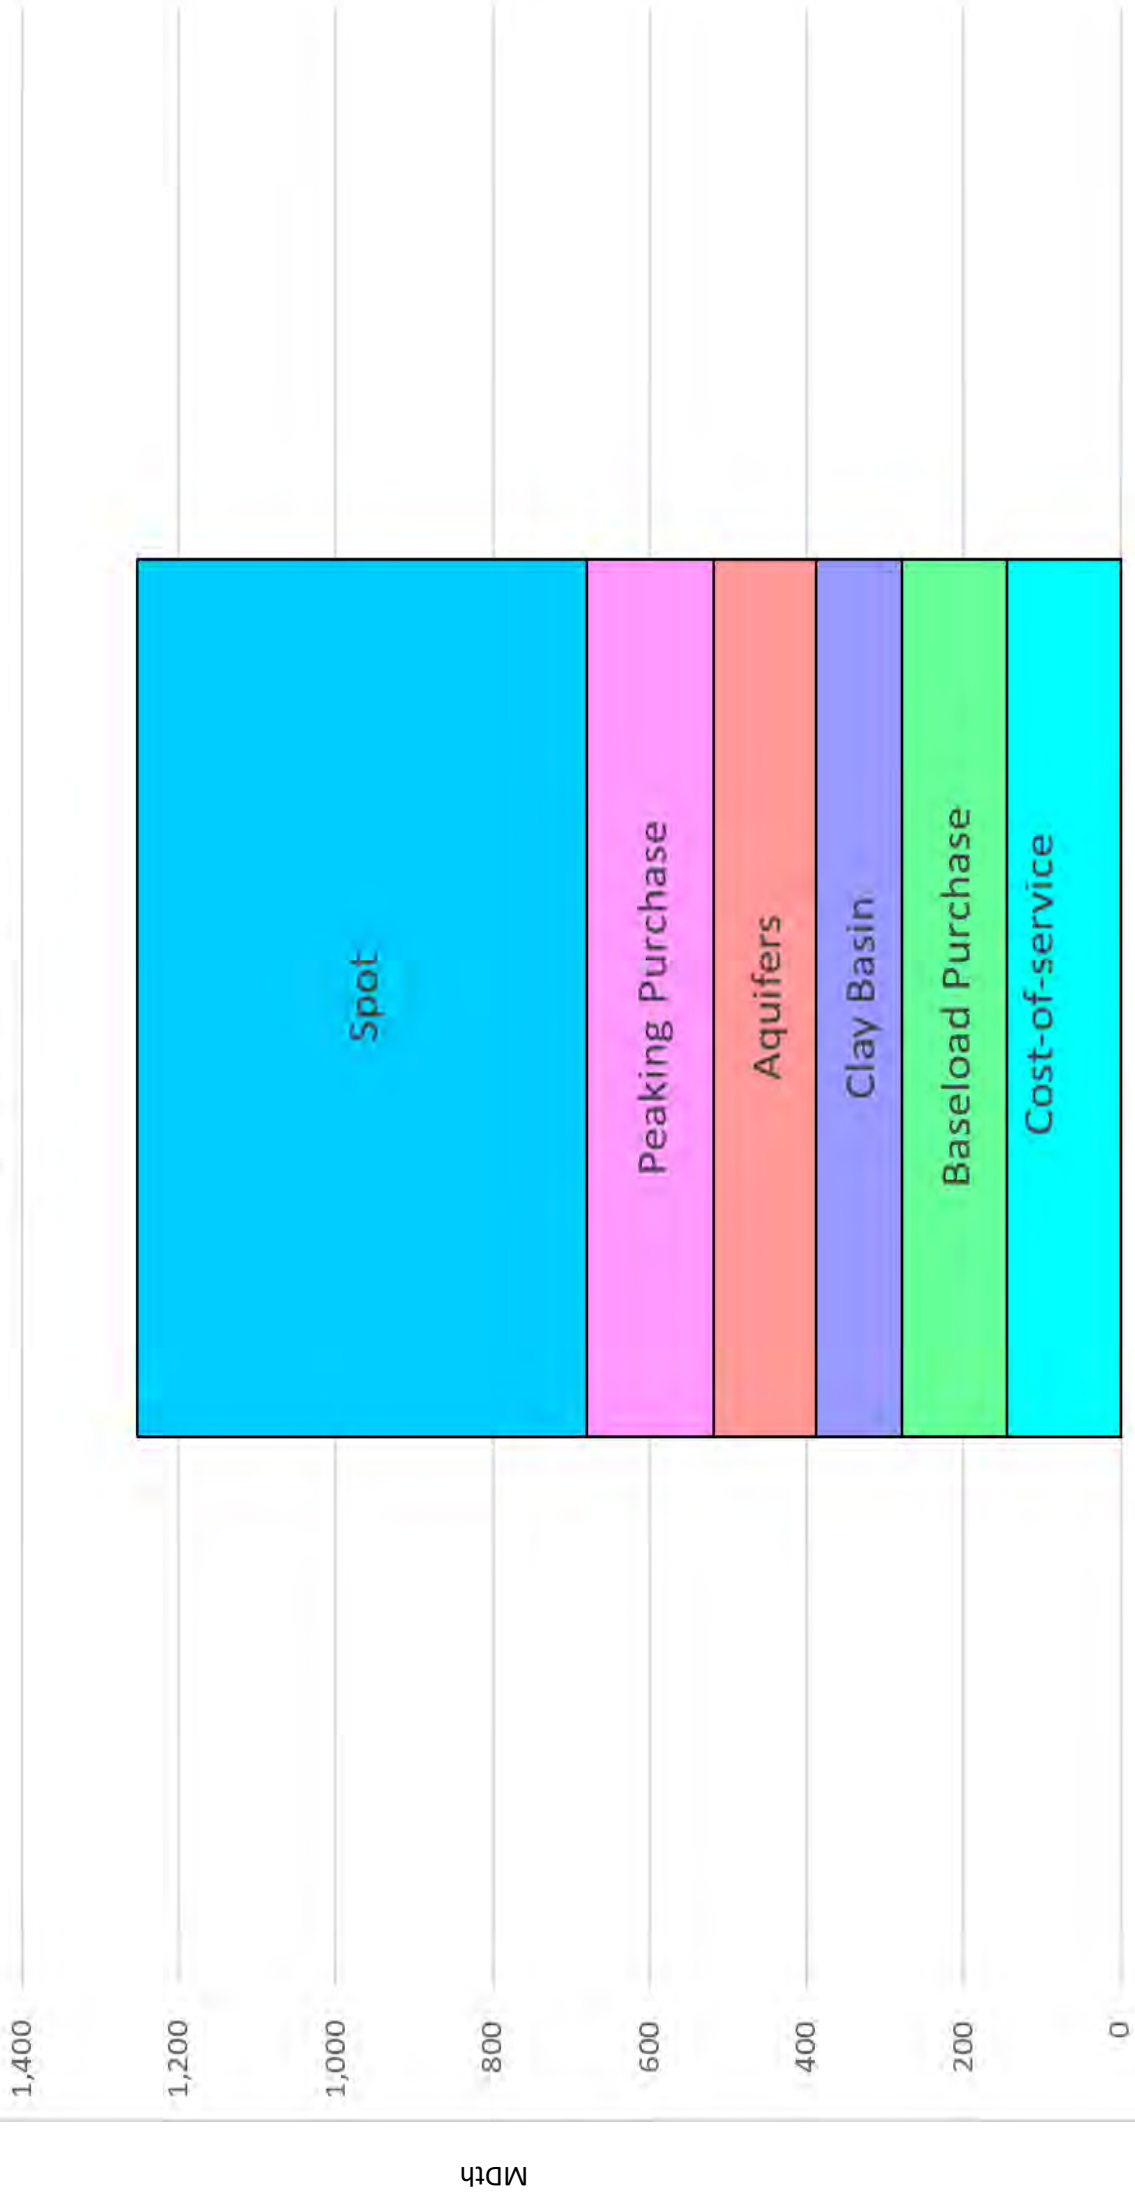 1,400
1,200
1,000
800
600
400
200
0
MDth
Spot
Peaking Purchase
Aquifers
Clay Basin
Baseload Purchase
Cost-of-service